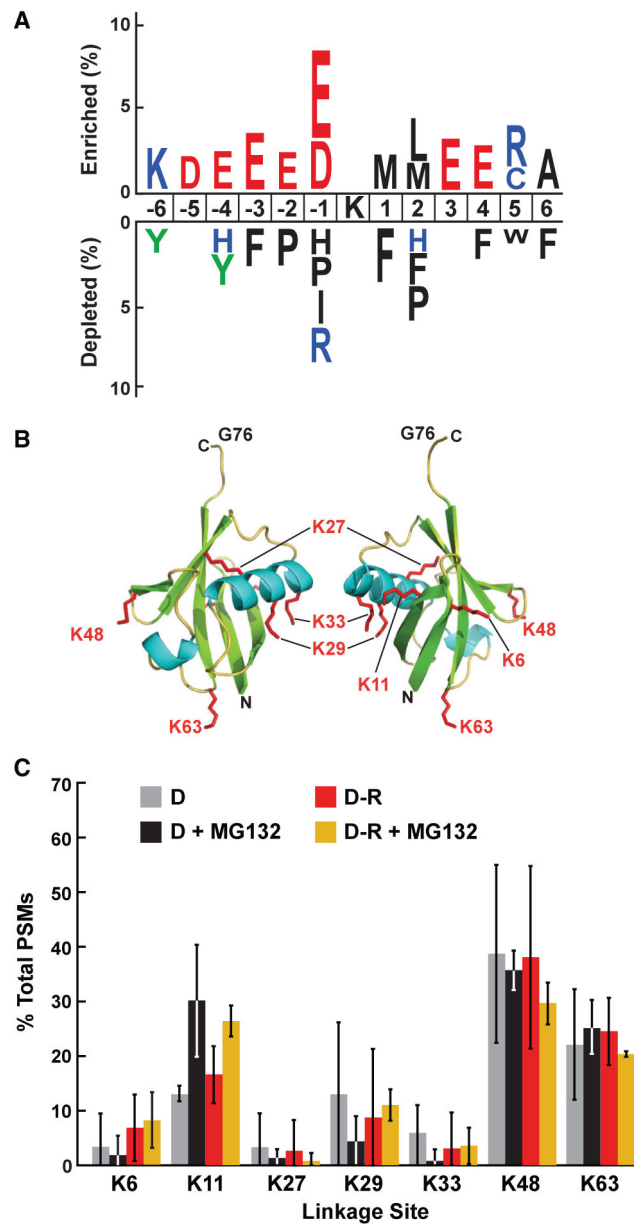 A
Enriched (%)
10
5
0
K D E E E E D M L M E E R C A
-6 -5 -4 -3 -2 -1 K 1 2 3 4 5 6
Depleted (%)
0
5
10
Y H Y F P H P I R F H F P F W F
B
C G76
G76 C
K27
K48
K33
K29
K11
K6
K48
K63
N
N
K63
C
% Total PSMs
70
60
50
40
30
20
10
0
D
D-R
D + MG132
D-R + MG132
K6 K11 K27 K29 K33 K48 K63
Linkage Site